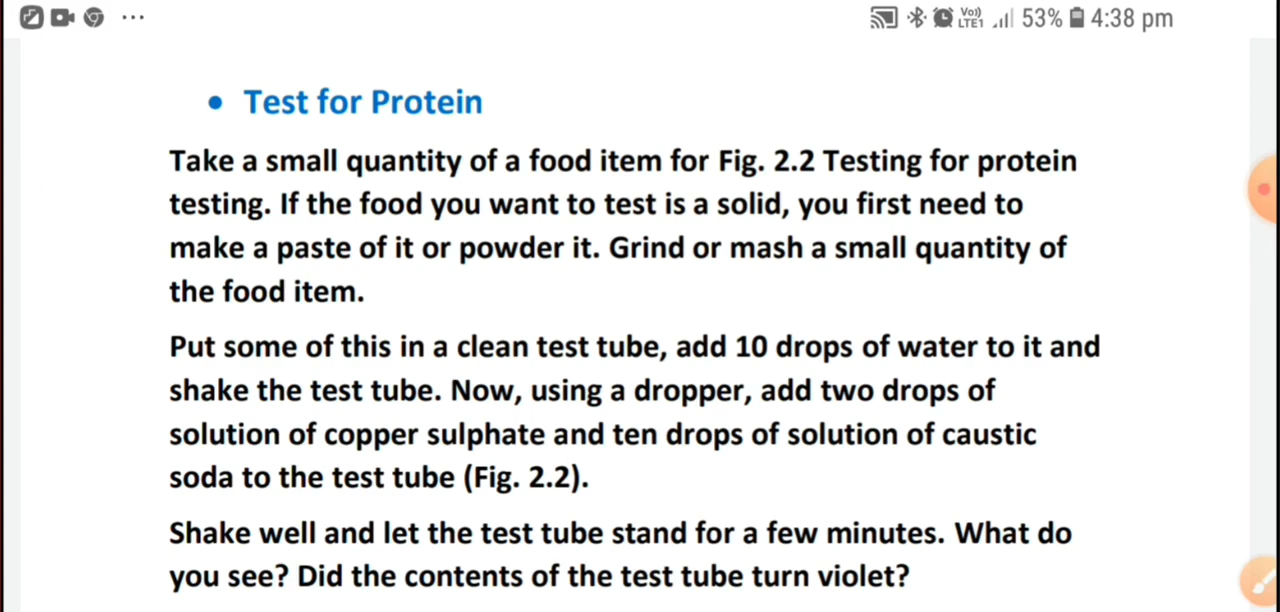 Vo))
LTE1 53% 4:38 pm
• Test for Protein
Take a small quantity of a food item for Fig. 2.2 Testing for protein
testing. If the food you want to test is a solid, you first need to
make a paste of it or powder it. Grind or mash a small quantity of
the food item.
Put some of this in a clean test tube, add 10 drops of water to it and
shake the test tube. Now, using a dropper, add two drops of
solution of copper sulphate and ten drops of solution of caustic
soda to the test tube (Fig. 2.2).
Shake well and let the test tube stand for a few minutes. What do
you see? Did the contents of the test tube turn violet?